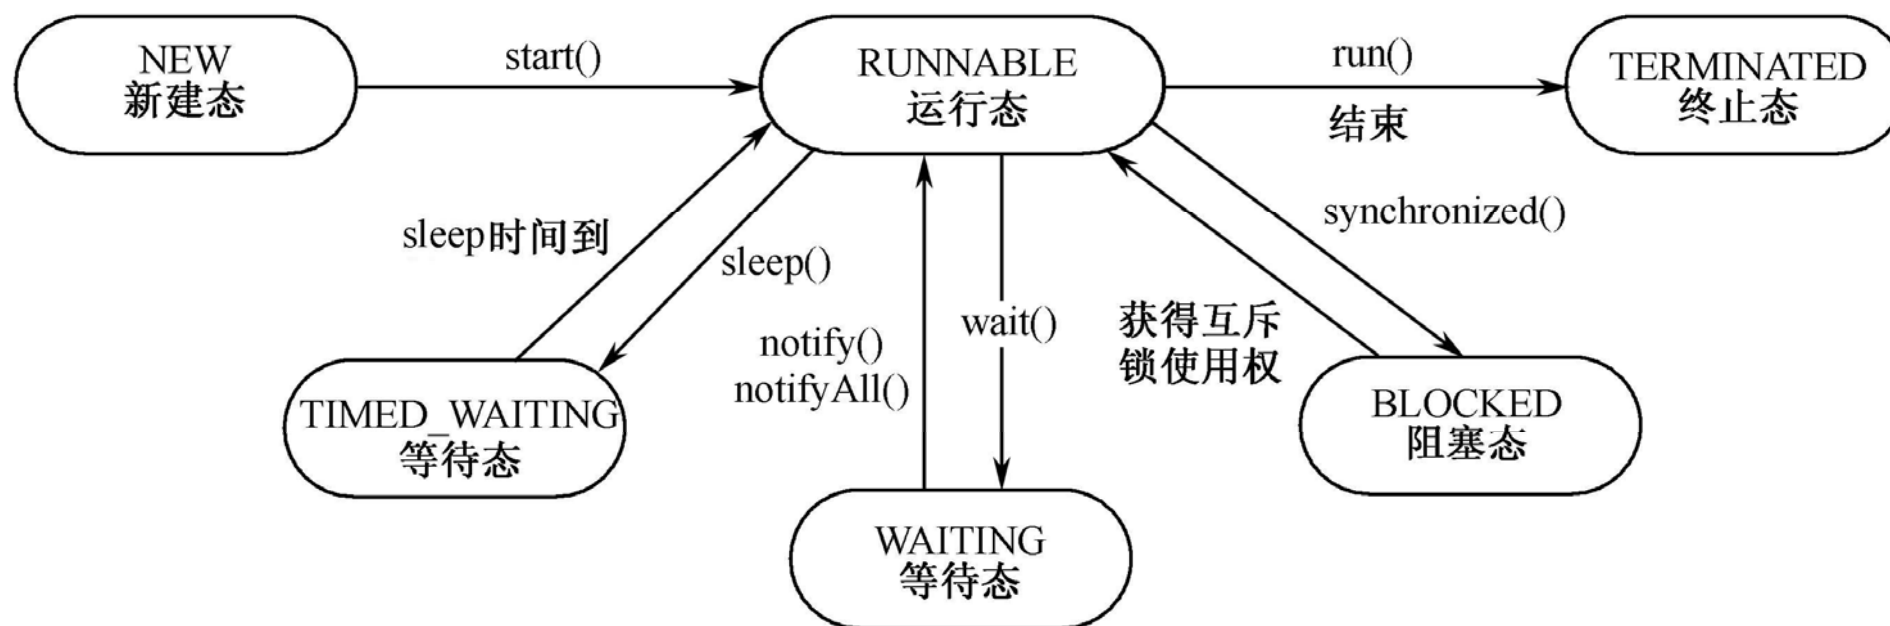 NEW
新建态
start()
RUNNABLE
运行态
run()
结束
TERMINATED
终止态
sleep时间到
sleep()
notify()
notifyAll()
wait()
synchronized()
获得互斥
锁使用权
TIMED_WAITING
等待态
WAITING
等待态
BLOCKED
阻塞态